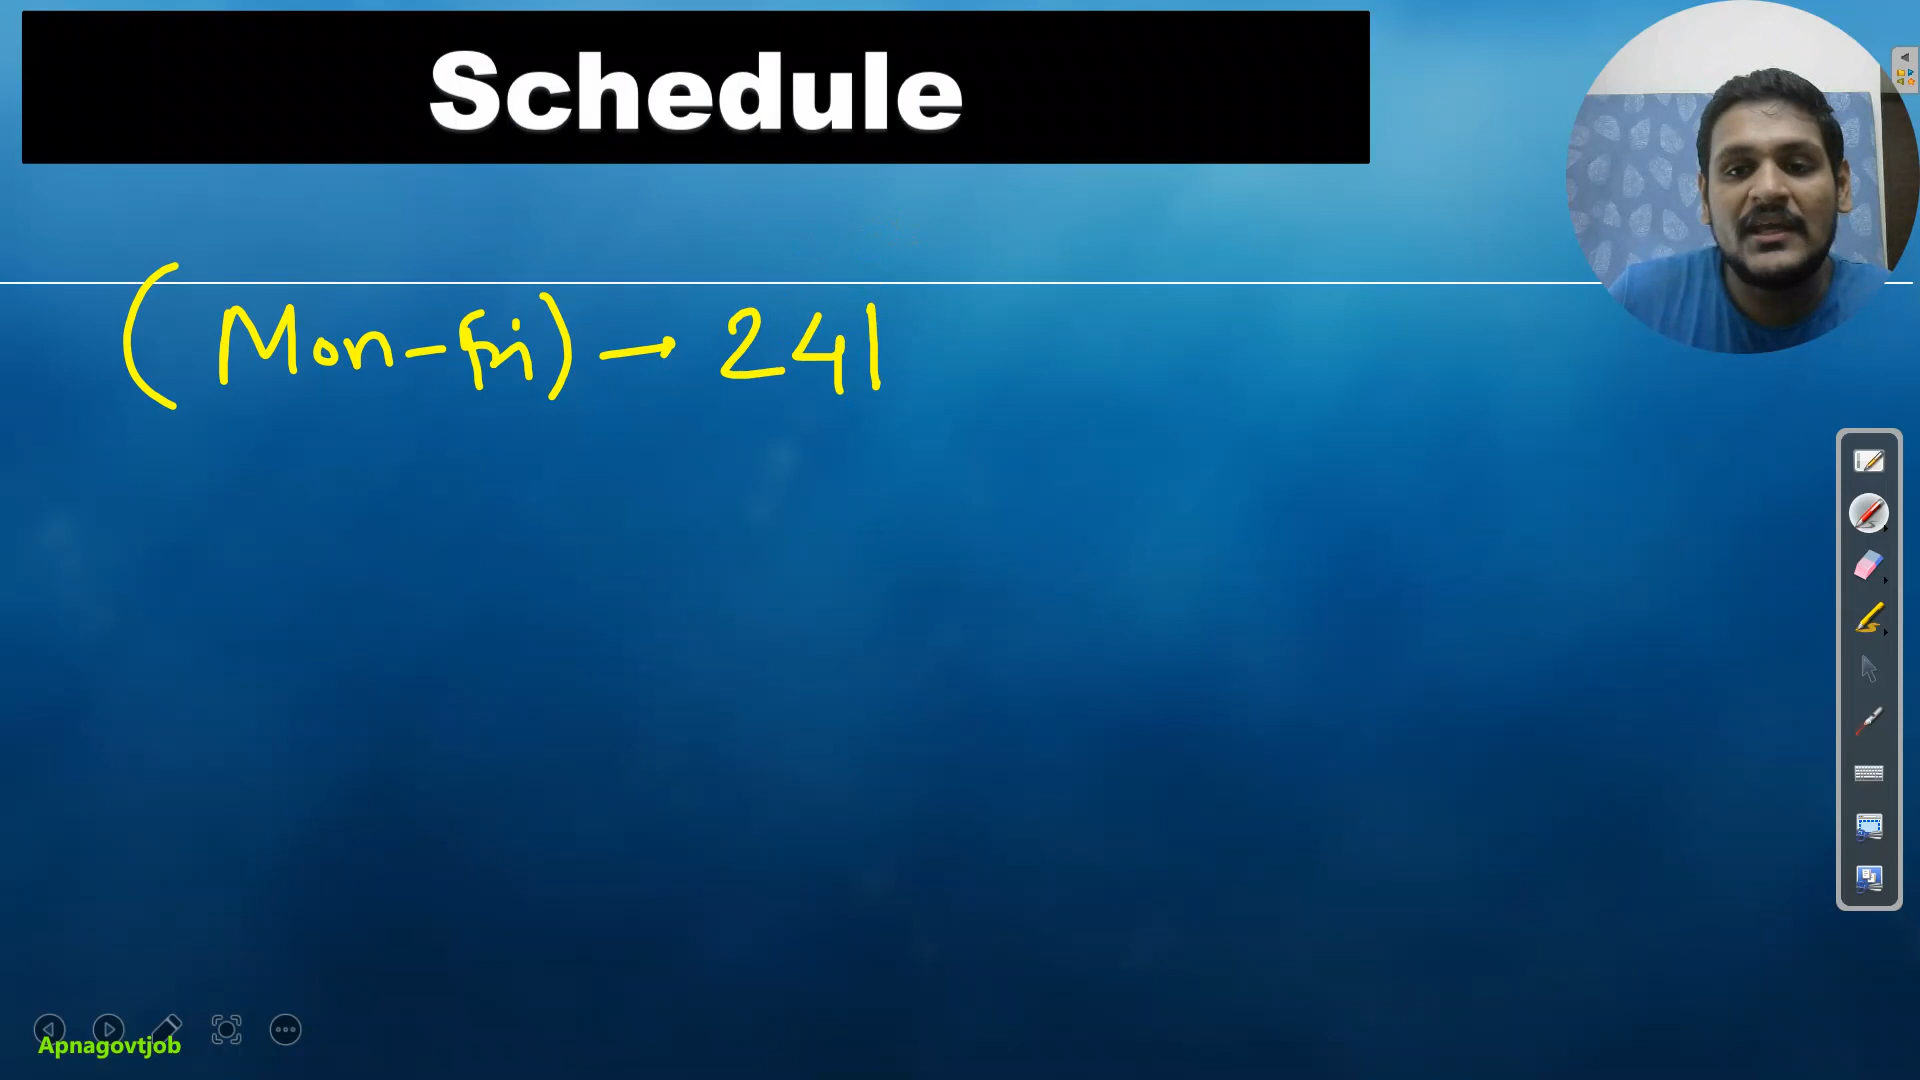 Schedule
(Mon-fri) → 241
Apnagovtjob